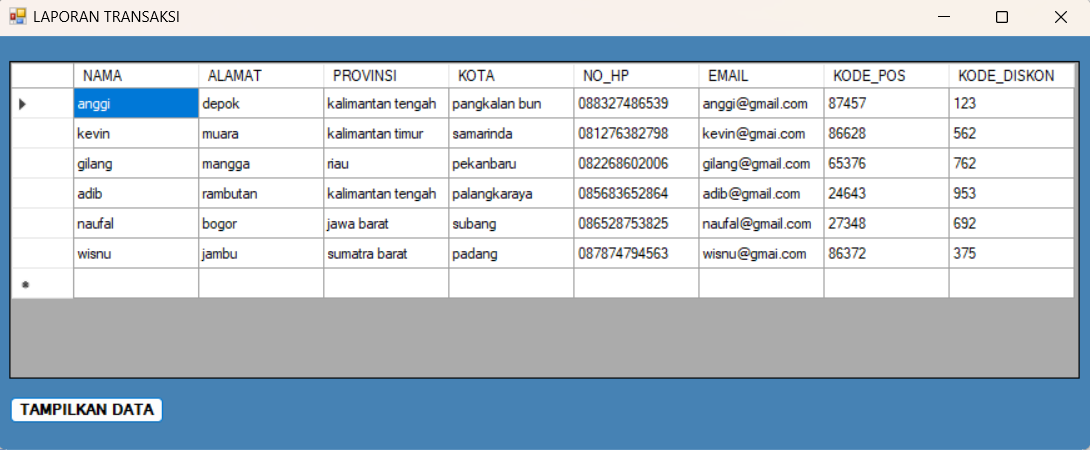 LAPORAN TRANSAKSI
NAMA ALAMAT PROVINSI KOTA NO_HP EMAIL KODE_POS KODE_DISKON
anggi depok kalimantan tengah pangkalan bun 088327486539 anggi@gmail.com 87457 123
kevin muara kalimantan timur samarinda 081276382798 kevin@gmai.com 86628 562
gilang mangga riau pekanbaru 082268602006 gilang@gmail.com 65376 762
adib rambutan kalimantan tengah palangkaraya 085683652864 adib@gmail.com 24643 953
naufal bogor jawa barat subang 086528753825 naufal@gmail.com 27348 692
wisnu jambu sumatra barat padang 087874794563 wisnu@gmai.com 86372 375
TAMPILKAN DATA